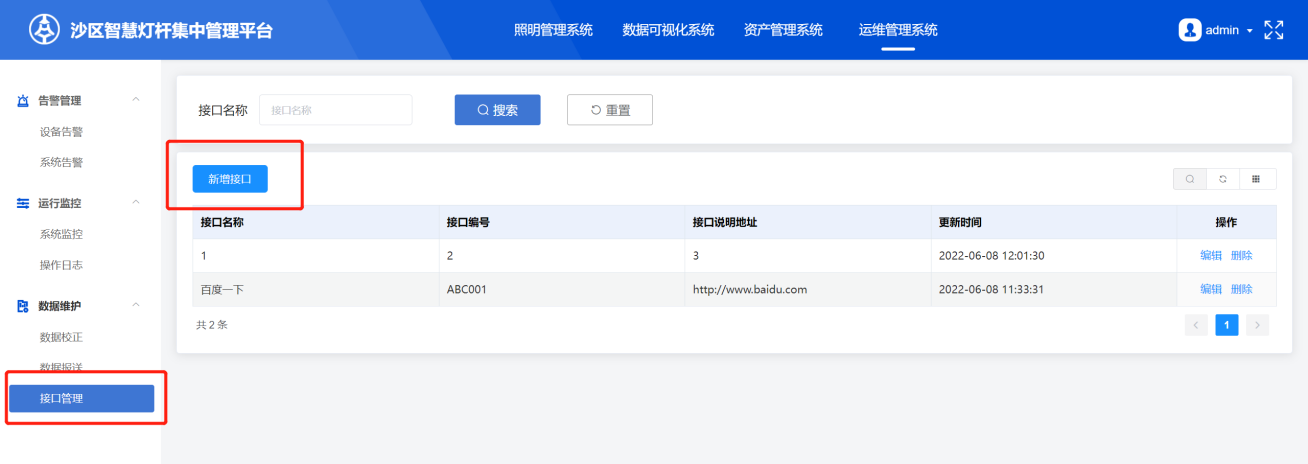 沙区智慧灯杆集中管理平台
照明管理系统 数据可视化系统 资产管理系统 运维管理系统
admin
告警管理
设备告警
系统告警
运行监控
系统监控
操作日志
数据维护
数据校正
数据报送
接口管理
接口名称 接口名称 搜索 重置
新增接口
接口名称 接口编号 接口说明地址 更新时间 操作
1 2 3 2022-06-08 12:01:30 编辑 删除
百度一下 ABC001 http://www.baidu.com 2022-06-08 11:33:31 编辑 删除
共 2 条
1